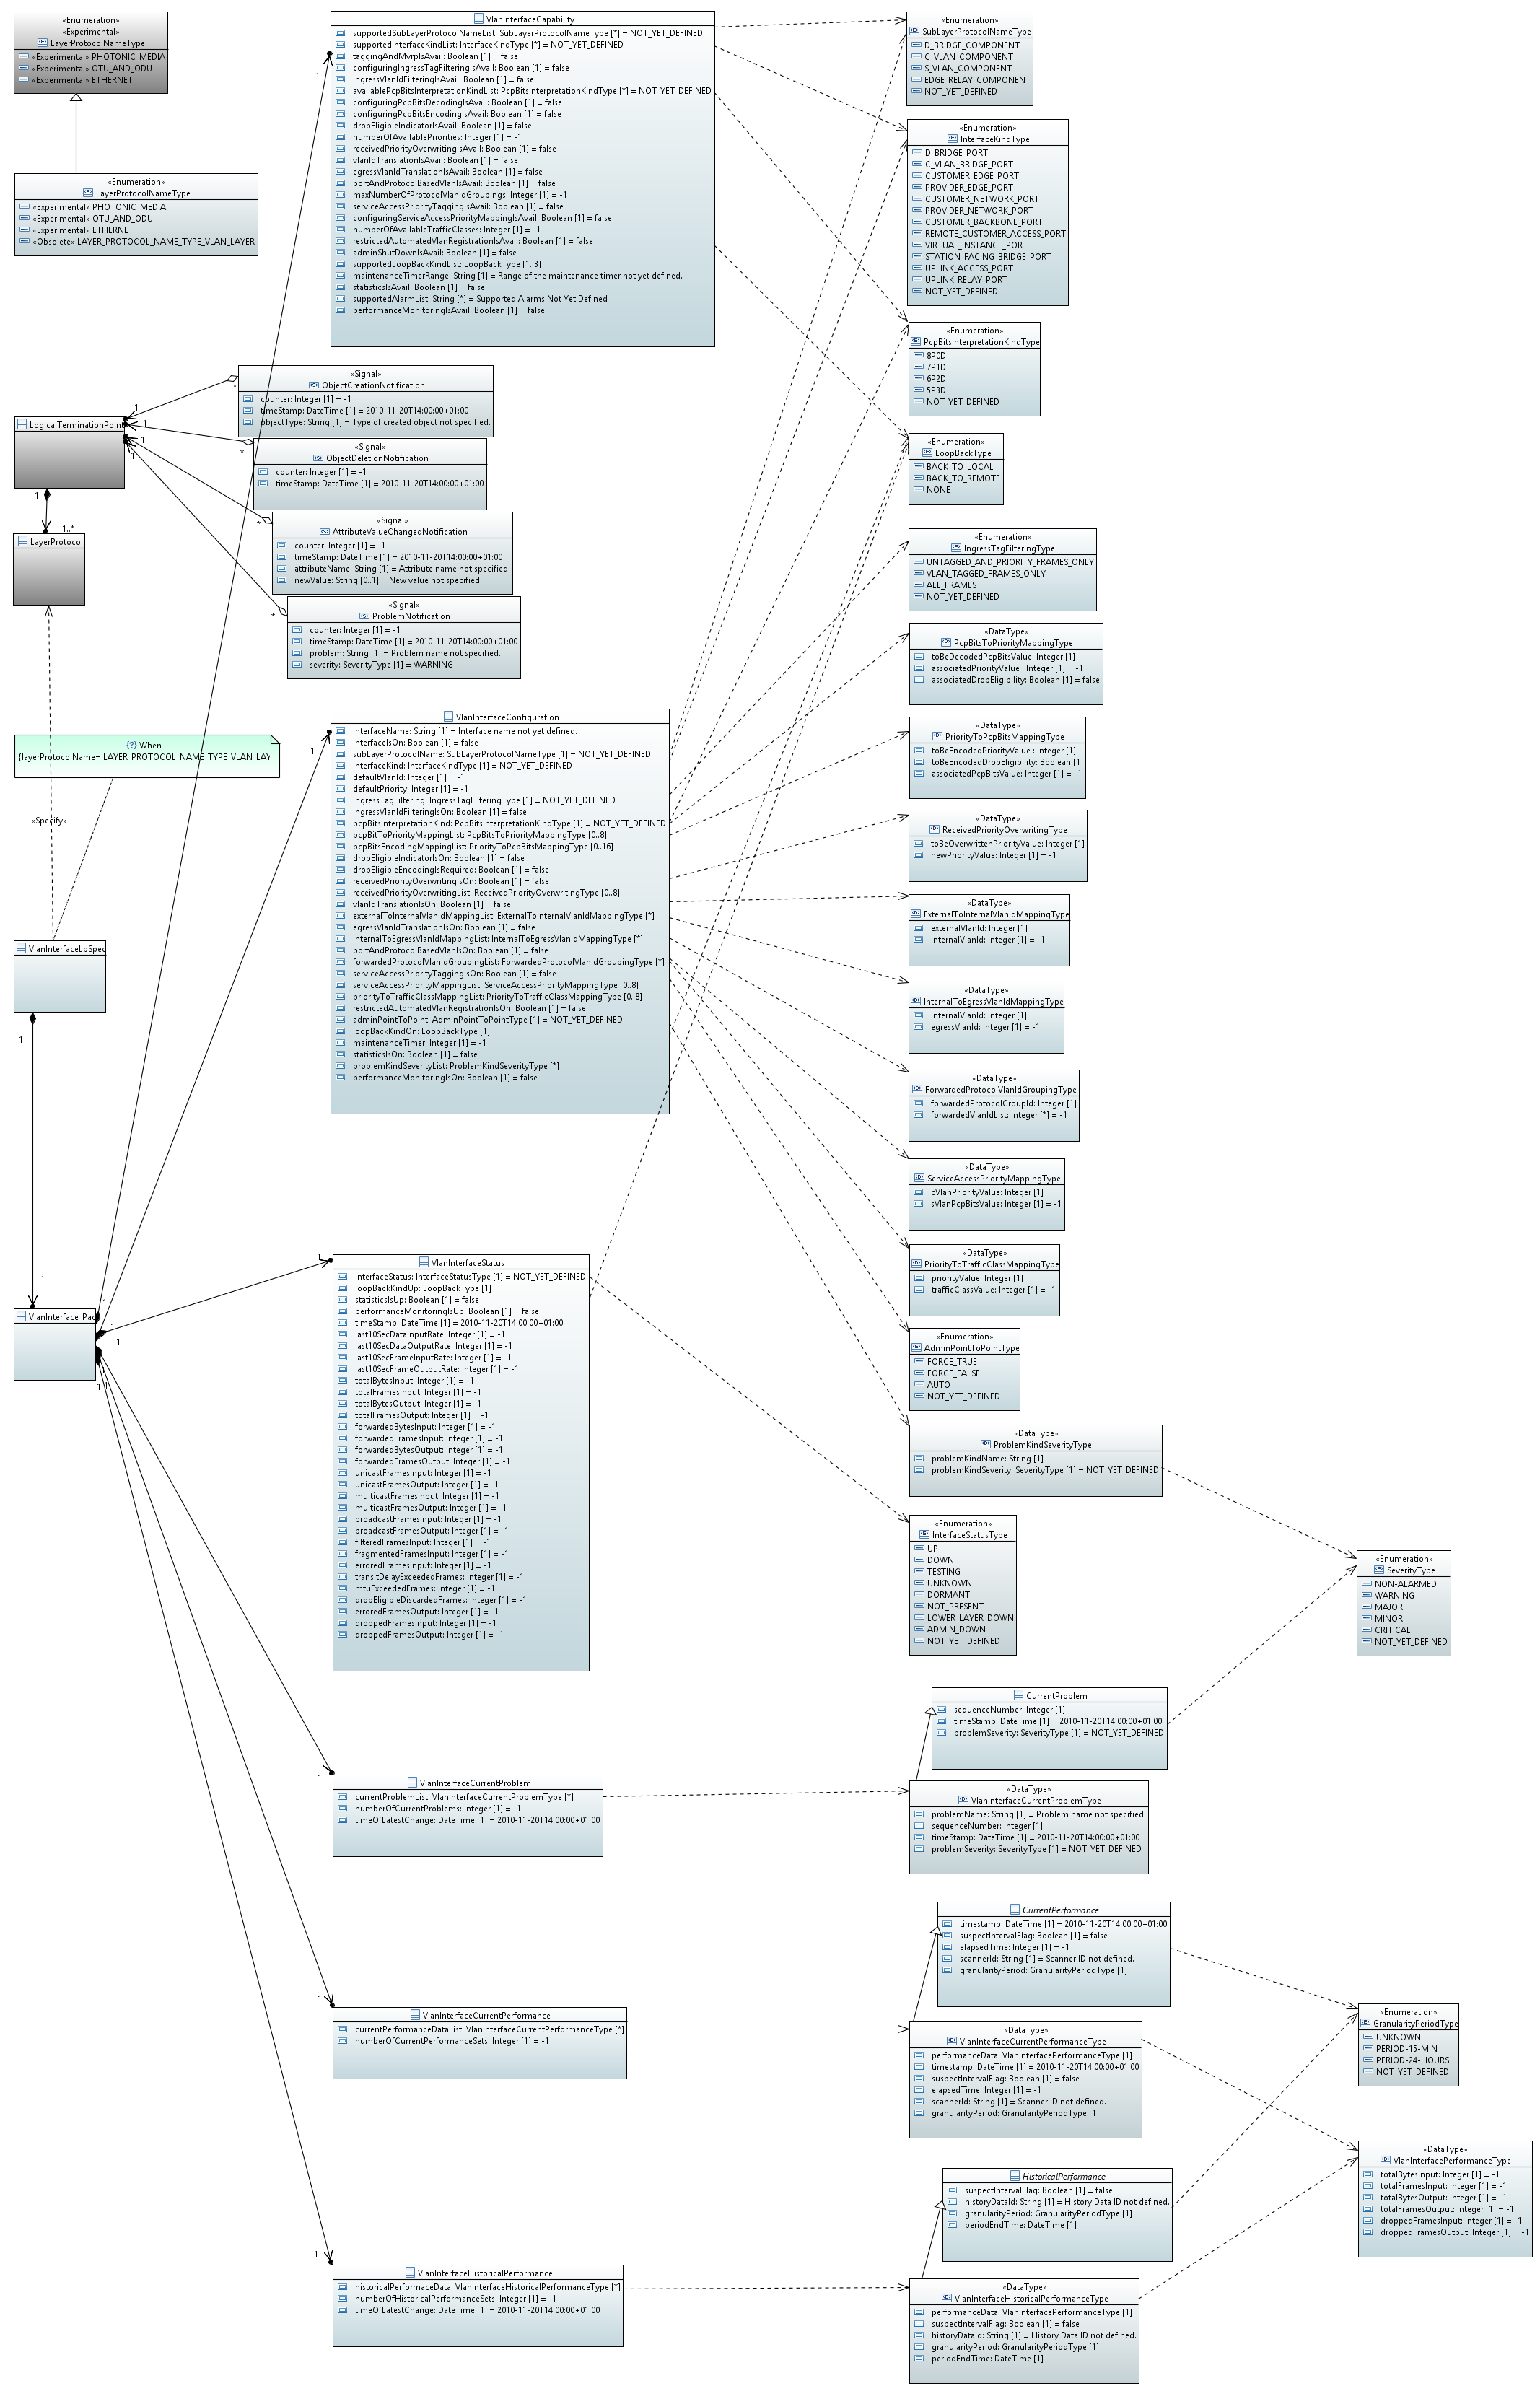 «Enumeration»
«Experimental»
LayerProtocolNameType
«Experimental» PHOTONIC_MEDIA
«Experimental» OTU_AND_ODU
«Experimental» ETHERNET
«Enumeration»
LayerProtocolNameType
«Experimental» PHOTONIC_MEDIA
«Experimental» OTU_AND_ODU
«Experimental» ETHERNET
«Obsolete» LAYER_PROTOCOL_NAME_TYPE_VLAN_LAYER
VlanInterfaceCapability
supportedSubLayerProtocolNameList: SubLayerProtocolNameType [*] = NOT_YET_DEFINED
supportedInterfaceKindList: InterfaceKindType [*] = NOT_YET_DEFINED
taggingAndMvrpIsAvail: Boolean [1] = false
configuringIngressTagFilteringIsAvail: Boolean [1] = false
ingressVlanIdFilteringIsAvail: Boolean [1] = false
availablePcpBitsInterpretationKindList: PcpBitsInterpretationKindType [*] = NOT_YET_DEFINED
configuringPcpBitsDecodingIsAvail: Boolean [1] = false
configuringPcpBitsEncodingIsAvail: Boolean [1] = false
dropEligibleIndicatorIsAvail: Boolean [1] = false
numberOfAvailablePriorities: Integer [1] = -1
receivedPriorityOverwritingIsAvail: Boolean [1] = false
vlanIdTranslationIsAvail: Boolean [1] = false
egressVlanIdTranslationIsAvail: Boolean [1] = false
portAndProtocolBasedVlanIsAvail: Boolean [1] = false
maxNumberOfProtocolVlanIdGroupings: Integer [1] = -1
serviceAccessPriorityTaggingIsAvail: Boolean [1] = false
configuringServiceAccessPriorityMappingIsAvail: Boolean [1] = false
numberOfAvailableTrafficClasses: Integer [1] = -1
restrictedAutomatedVlanRegistrationIsAvail: Boolean [1] = false
adminShutDownIsAvail: Boolean [1] = false
supportedLoopBackKindList: LoopBackType [1..3]
maintenanceTimerRange: String [1] = Range of the maintenance timer not yet defined.
statisticsIsAvail: Boolean [1] = false
supportedAlarmList: String [*] = Supported Alarms Not Yet Defined
performanceMonitoringIsAvail: Boolean [1] = false
1
«Enumeration»
SubLayerProtocolNameType
D_BRIDGE_COMPONENT
C_VLAN_COMPONENT
S_VLAN_COMPONENT
EDGE_RELAY_COMPONENT
NOT_YET_DEFINED
«Enumeration»
InterfaceKindType
D_BRIDGE_PORT
C_VLAN_BRIDGE_PORT
CUSTOMER_EDGE_PORT
PROVIDER_EDGE_PORT
CUSTOMER_NETWORK_PORT
PROVIDER_NETWORK_PORT
CUSTOMER_BACKBONE_PORT
REMOTE_CUSTOMER_ACCESS_PORT
VIRTUAL_INSTANCE_PORT
STATION_FACING_BRIDGE_PORT
UPLINK_ACCESS_PORT
UPLINK_RELAY_PORT
NOT_YET_DEFINED
«Enumeration»
PcpBitsInterpretationKindType
8P0D
7P1D
6P2D
5P3D
NOT_YET_DEFINED
«Enumeration»
LoopBackType
BACK_TO_LOCAL
BACK_TO_REMOTE
NONE
«Signal»
ObjectCreationNotification
counter: Integer [1] = -1
timeStamp: DateTime [1] = 2010-11-20T14:00:00+01:00
objectType: String [1] = Type of created object not specified.
«Signal»
ObjectDeletionNotification
counter: Integer [1] = -1
timeStamp: DateTime [1] = 2010-11-20T14:00:00+01:00
«Signal»
AttributeValueChangedNotification
counter: Integer [1] = -1
timeStamp: DateTime [1] = 2010-11-20T14:00:00+01:00
attributeName: String [1] = Attribute name not specified.
newValue: String [0..1] = New value not specified.
«Signal»
ProblemNotification
counter: Integer [1] = -1
timeStamp: DateTime [1] = 2010-11-20T14:00:00+01:00
problem: String [1] = Problem name not specified.
severity: SeverityType [1] = WARNING
1
*
1
*
1
*
1
*
LogicalTerminationPoint
1
1..*
LayerProtocol
(?) When
{layerProtocolName='LAYER_PROTOCOL_NAME_TYPE_VLAN_LAY
«Specify»
VlanInterfaceLpSpec
1
1
VlanInterface_Pac
1
1
1
1
1
1
VlanInterfaceConfiguration
interfaceName: String [1] = Interface name not yet defined.
interfaceIsOn: Boolean [1] = false
subLayerProtocolName: SubLayerProtocolNameType [1] = NOT_YET_DEFINED
interfaceKind: InterfaceKindType [1] = NOT_YET_DEFINED
defaultVlanId: Integer [1] = -1
defaultPriority: Integer [1] = -1
ingressTagFiltering: IngressTagFilteringType [1] = NOT_YET_DEFINED
ingressVlanIdFilteringIsOn: Boolean [1] = false
pcpBitsInterpretationKind: PcpBitsInterpretationKindType [1] = NOT_YET_DEFINED
pcpBitToPriorityMappingList: PcpBitsToPriorityMappingType [0..8]
pcpBitsEncodingMappingList: PriorityToPcpBitsMappingType [0..16]
dropEligibleIndicatorIsOn: Boolean [1] = false
dropEligibleEncodingIsRequired: Boolean [1] = false
receivedPriorityOverwritingIsOn: Boolean [1] = false
receivedPriorityOverwritingList: ReceivedPriorityOverwritingType [0..8]
vlanIdTranslationIsOn: Boolean [1] = false
externalToInternalVlanIdMappingList: ExternalToInternalVlanIdMappingType [*]
egressVlanIdTranslationIsOn: Boolean [1] = false
internalToEgressVlanIdMappingList: InternalToEgressVlanIdMappingType [*]
portAndProtocolBasedVlanIsOn: Boolean [1] = false
forwardedProtocolVlanIdGroupingList: ForwardedProtocolVlanIdGroupingType [*]
serviceAccessPriorityTaggingIsOn: Boolean [1] = false
serviceAccessPriorityMappingList: ServiceAccessPriorityMappingType [0..8]
priorityToTrafficClassMappingList: PriorityToTrafficClassMappingType [0..8]
restrictedAutomatedVlanRegistrationIsOn: Boolean [1] = false
adminPointToPoint: AdminPointToPointType [1] = NOT_YET_DEFINED
loopBackKindOn: LoopBackType [1] =
maintenanceTimer: Integer [1] = -1
statisticsIsOn: Boolean [1] = false
problemKindSeverityList: ProblemKindSeverityType [*]
performanceMonitoringIsOn: Boolean [1] = false
1
«Enumeration»
IngressTagFilteringType
UNTAGGED_AND_PRIORITY_FRAMES_ONLY
VLAN_TAGGED_FRAMES_ONLY
ALL_FRAMES
NOT_YET_DEFINED
«DataType»
PcpBitsToPriorityMappingType
toBeDecodedPcpBitsValue: Integer [1]
associatedPriorityValue : Integer [1] = -1
associatedDropEligibility: Boolean [1] = false
«DataType»
PriorityToPcpBitsMappingType
toBeEncodedPriorityValue : Integer [1]
toBeEncodedDropEligibility: Boolean [1]
associatedPcpBitsValue: Integer [1] = -1
«DataType»
ReceivedPriorityOverwritingType
toBeOverwrittenPriorityValue: Integer [1]
newPriorityValue: Integer [1] = -1
«DataType»
ExternalToInternalVlanIdMappingType
externalVlanId: Integer [1]
internalVlanId: Integer [1] = -1
«DataType»
InternalToEgressVlanIdMappingType
internalVlanId: Integer [1]
egressVlanId: Integer [1] = -1
«DataType»
ForwardedProtocolVlanIdGroupingType
forwardedProtocolGroupId: Integer [1]
forwardedVlanIdList: Integer [*] = -1
«DataType»
ServiceAccessPriorityMappingType
cVlanPriorityValue: Integer [1]
sVlanPcpBitsValue: Integer [1] = -1
«DataType»
PriorityToTrafficClassMappingType
priorityValue: Integer [1]
trafficClassValue: Integer [1] = -1
«Enumeration»
AdminPointToPointType
FORCE_TRUE
FORCE_FALSE
AUTO
NOT_YET_DEFINED
«DataType»
ProblemKindSeverityType
problemKindName: String [1]
problemKindSeverity: SeverityType [1] = NOT_YET_DEFINED
«Enumeration»
InterfaceStatusType
UP
DOWN
TESTING
UNKNOWN
DORMANT
NOT_PRESENT
LOWER_LAYER_DOWN
ADMIN_DOWN
NOT_YET_DEFINED
«Enumeration»
SeverityType
NON-ALARMED
WARNING
MAJOR
MINOR
CRITICAL
NOT_YET_DEFINED
1
VlanInterfaceStatus
interfaceStatus: InterfaceStatusType [1] = NOT_YET_DEFINED
loopBackKindUp: LoopBackType [1] =
statisticsIsUp: Boolean [1] = false
performanceMonitoringIsUp: Boolean [1] = false
timeStamp: DateTime [1] = 2010-11-20T14:00:00+01:00
last10SecDataInputRate: Integer [1] = -1
last10SecDataOutputRate: Integer [1] = -1
last10SecFrameInputRate: Integer [1] = -1
last10SecFrameOutputRate: Integer [1] = -1
totalBytesInput: Integer [1] = -1
totalFramesInput: Integer [1] = -1
totalBytesOutput: Integer [1] = -1
totalFramesOutput: Integer [1] = -1
forwardedBytesInput: Integer [1] = -1
forwardedFramesInput: Integer [1] = -1
forwardedBytesOutput: Integer [1] = -1
forwardedFramesOutput: Integer [1] = -1
unicastFramesInput: Integer [1] = -1
unicastFramesOutput: Integer [1] = -1
multicastFramesInput: Integer [1] = -1
multicastFramesOutput: Integer [1] = -1
broadcastFramesInput: Integer [1] = -1
broadcastFramesOutput: Integer [1] = -1
filteredFramesInput: Integer [1] = -1
fragmentedFramesInput: Integer [1] = -1
erroredFramesInput: Integer [1] = -1
transitDelayExceededFrames: Integer [1] = -1
mtuExceededFrames: Integer [1] = -1
dropEligibleDiscardedFrames: Integer [1] = -1
erroredFramesOutput: Integer [1] = -1
droppedFramesInput: Integer [1] = -1
droppedFramesOutput: Integer [1] = -1
CurrentProblem
sequenceNumber: Integer [1]
timeStamp: DateTime [1] = 2010-11-20T14:00:00+01:00
problemSeverity: SeverityType [1] = NOT_YET_DEFINED
1
VlanInterfaceCurrentProblem
currentProblemList: VlanInterfaceCurrentProblemType [*]
numberOfCurrentProblems: Integer [1] = -1
timeOfLatestChange: DateTime [1] = 2010-11-20T14:00:00+01:00
«DataType»
VlanInterfaceCurrentProblemType
problemName: String [1] = Problem name not specified.
sequenceNumber: Integer [1]
timeStamp: DateTime [1] = 2010-11-20T14:00:00+01:00
problemSeverity: SeverityType [1] = NOT_YET_DEFINED
CurrentPerformance
timestamp: DateTime [1] = 2010-11-20T14:00:00+01:00
suspectIntervalFlag: Boolean [1] = false
elapsedTime: Integer [1] = -1
scannerId: String [1] = Scanner ID not defined.
granularityPeriod: GranularityPeriodType [1]
1
VlanInterfaceCurrentPerformance
currentPerformanceDataList: VlanInterfaceCurrentPerformanceType [*]
numberOfCurrentPerformanceSets: Integer [1] = -1
«DataType»
VlanInterfaceCurrentPerformanceType
performanceData: VlanInterfacePerformanceType [1]
timestamp: DateTime [1] = 2010-11-20T14:00:00+01:00
suspectIntervalFlag: Boolean [1] = false
elapsedTime: Integer [1] = -1
scannerId: String [1] = Scanner ID not defined.
granularityPeriod: GranularityPeriodType [1]
«Enumeration»
GranularityPeriodType
UNKNOWN
PERIOD-15-MIN
PERIOD-24-HOURS
NOT_YET_DEFINED
«DataType»
VlanInterfacePerformanceType
totalBytesInput: Integer [1] = -1
totalFramesInput: Integer [1] = -1
totalBytesOutput: Integer [1] = -1
totalFramesOutput: Integer [1] = -1
droppedFramesInput: Integer [1] = -1
droppedFramesOutput: Integer [1] = -1
HistoricalPerformance
suspectIntervalFlag: Boolean [1] = false
historyDataId: String [1] = History Data ID not defined.
granularityPeriod: GranularityPeriodType [1]
periodEndTime: DateTime [1]
1
VlanInterfaceHistoricalPerformance
historicalPerformaceData: VlanInterfaceHistoricalPerformanceType [*]
numberOfHistoricalPerformanceSets: Integer [1] = -1
timeOfLatestChange: DateTime [1] = 2010-11-20T14:00:00+01:00
«DataType»
VlanInterfaceHistoricalPerformanceType
performanceData: VlanInterfacePerformanceType [1]
suspectIntervalFlag: Boolean [1] = false
historyDataId: String [1] = History Data ID not defined.
granularityPeriod: GranularityPeriodType [1]
periodEndTime: DateTime [1]